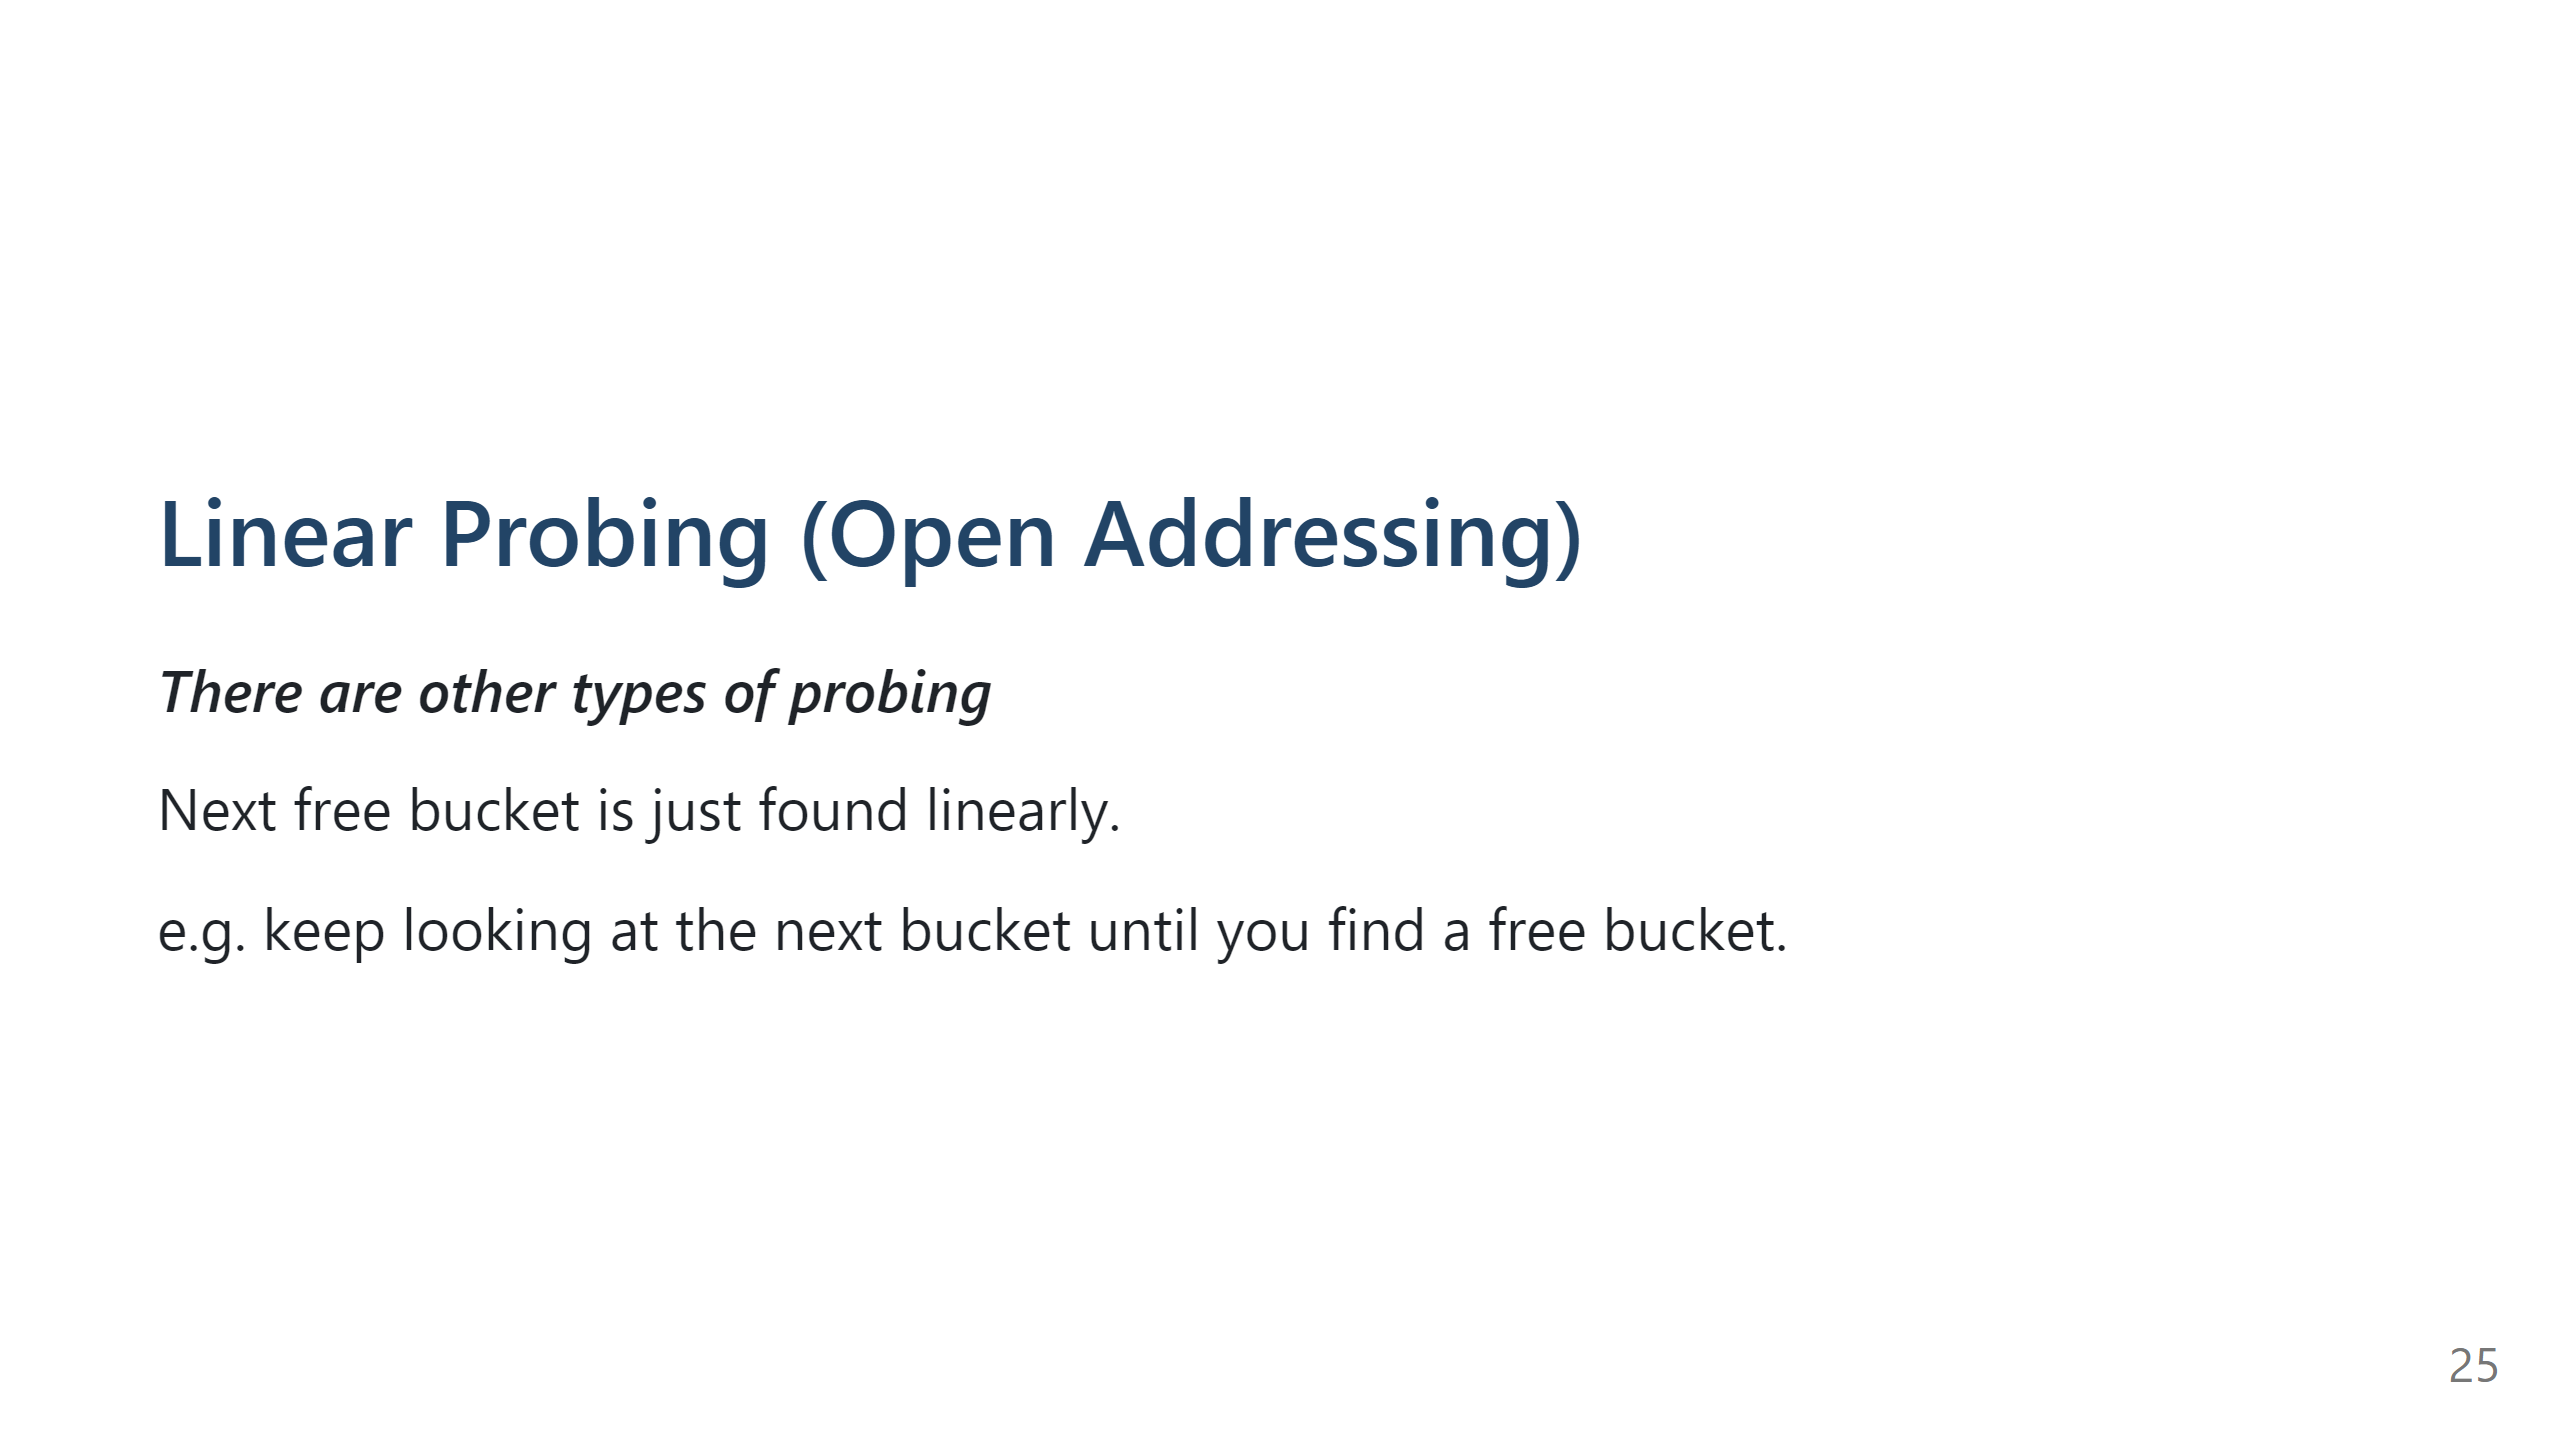 Linear Probing (Open Addressing)
There are other types of probing
Next free bucket is just found linearly.
e.g. keep looking at the next bucket until you find a free bucket.
25